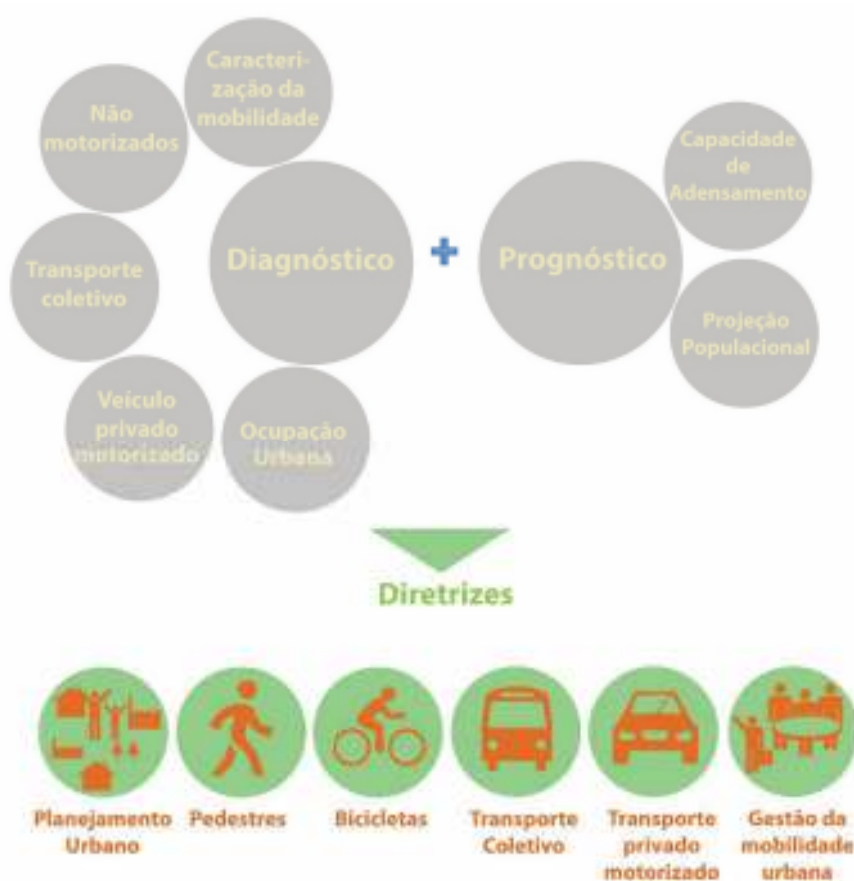 Caracteri-
zação da
mobilidade
Não
motorizados
Transporte
coletivo
Veículo
privado
motorizado
Ocupação
Urbana
Diagnóstico
+
Prognóstico
Capacidade
de
Adensamento
Projeção
Populacional
Diretrizes
Planejamento
Urbano
Pedestres
Bicicletas
Transporte
Coletivo
Transporte
privado
motorizado
Gestão da
mobilidade
urbana